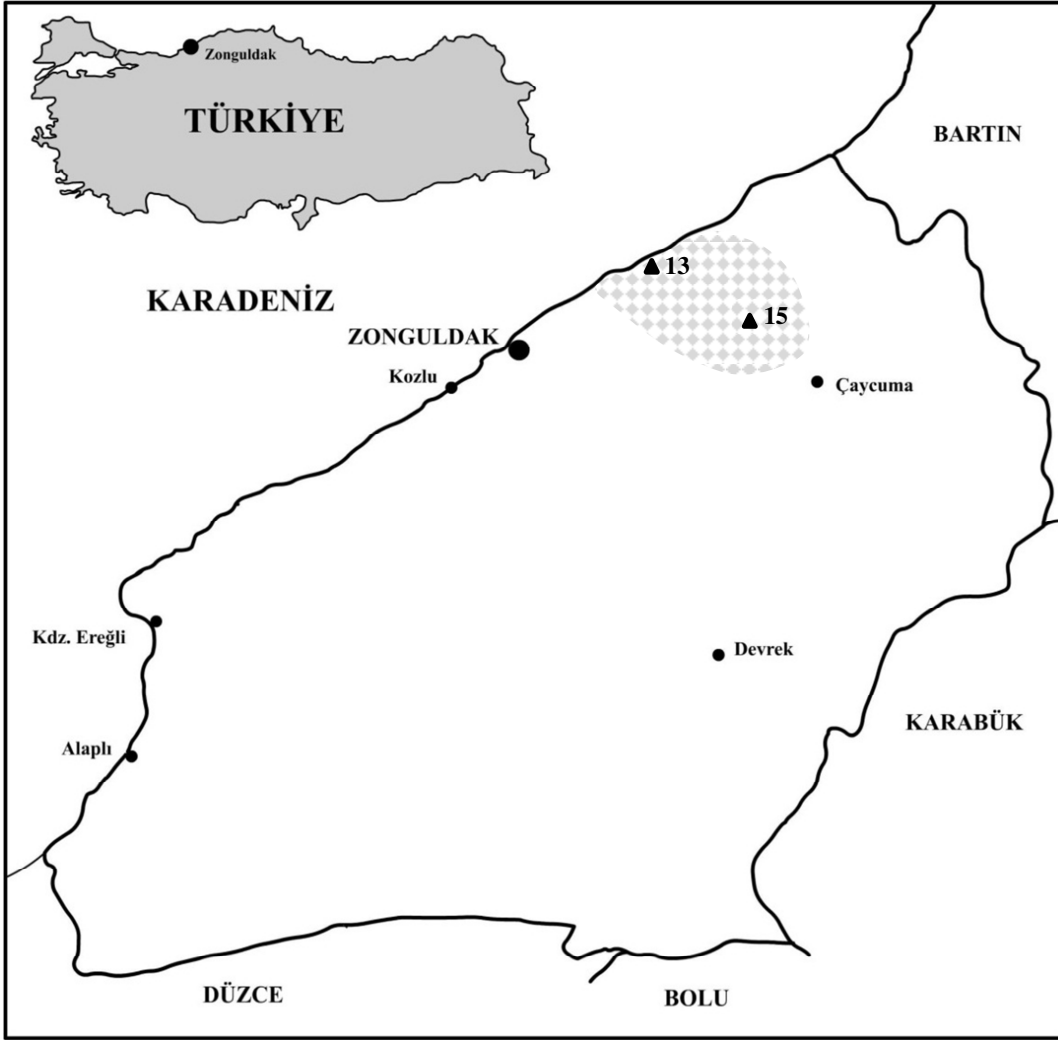 Zonguldak
TÜRKİYE
BARTIN
13
KARADENİZ
15
ZONGULDAK
Kozlu
Çaycuma
Kdz. Ereğli
Devrek
KARABÜK
Alaplı
DÜZCE
BOLU